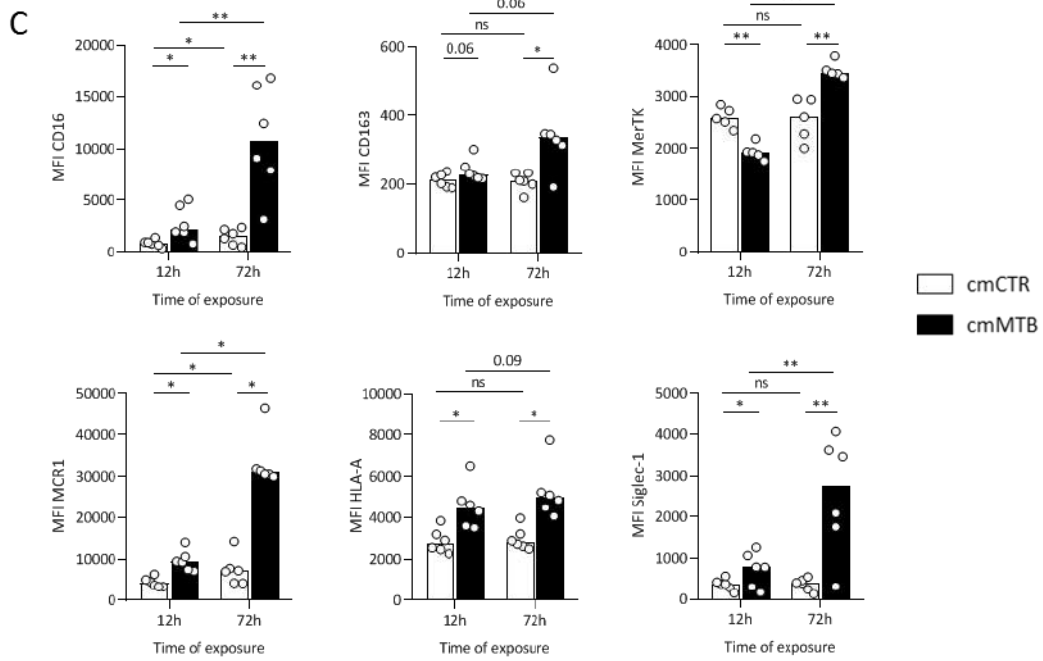 C
**
*
*
**
20000
15000
10000
5000
0
MFI CD16
12h
72h
Time of exposure
0.06
ns
0.06
*
600
400
200
0
MFI CD163
12h
72h
Time of exposure
ns
**
**
4000
3000
2000
1000
0
MFI MerTK
12h
72h
Time of exposure
cmCTR
cmMTB
*
*
*
*
50000
40000
30000
20000
10000
0
MFI MCR1
12h
72h
Time of exposure
0.09
ns
*
*
10000
8000
6000
4000
2000
0
MFI HLA-A
12h
72h
Time of exposure
**
ns
*
**
5000
4000
3000
2000
1000
0
MFI Siglec-1
12h
72h
Time of exposure